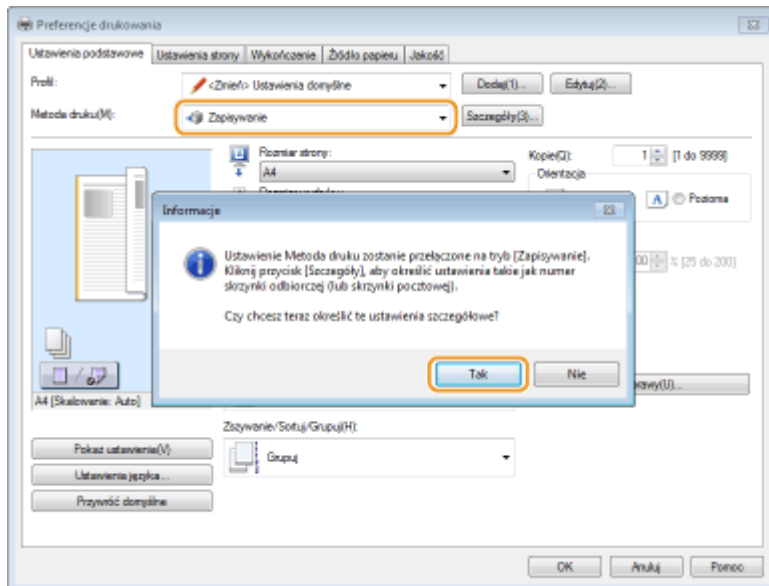 Preferencje drukowania
Ustawienia podstawowe Ustawienia strony Wykończenie Źródło papieru Jakość
Profil: <Zmień> Ustawienia domyślne Dodaj(1)... Edytuj(2)...
Metoda druku(M): Zapisywanie Szczegóły(3)...
Rozmiar strony: Kopie(Q): 1 [1 do 9999]
A4 Orientacja
A Pozioma
Informacje
Ustawienie Metoda druku zostanie przełączone na tryb [Zapisywanie].
Kliknij przycisk [Szczegóły], aby określić ustawienia takie jak numer
skrzynki odbiorczej (lub skrzynki pocztowej).
00 % [25 do 200]
Czy chcesz teraz określić te ustawienia szczegółowe?
Tak Nie
A4 [Skalowanie: Auto]
Zszywanie/Sortuj/Grupuj(H):
Pokaż ustawienia(V) Grupuj
Ustawienia języka...
Przywróć domyślne
OK Anuluj Pomoc